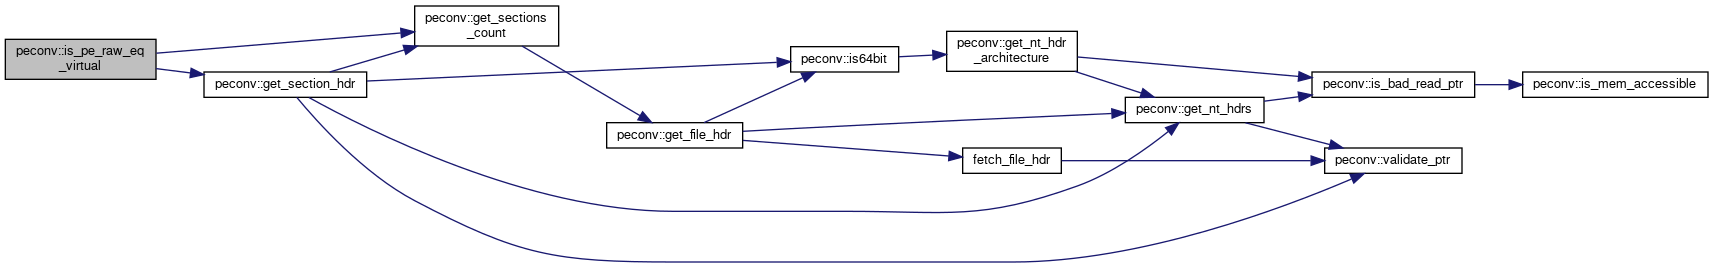 peconv::is_pe_raw_eq
_virtual
peconv::get_sections
_count
peconv::get_section_hdr
peconv::get_file_hdr
peconv::is64bit
peconv::get_nt_hdr
_architecture
peconv::get_nt_hdrs
fetch_file_hdr
peconv::is_bad_read_ptr
peconv::validate_ptr
peconv::is_mem_accessible